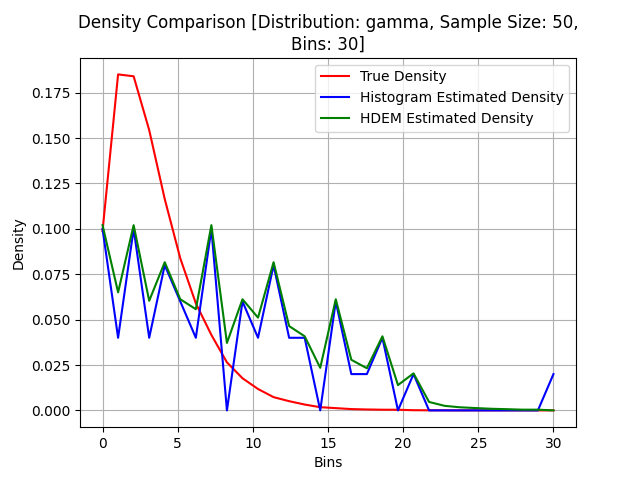 Density Comparison [Distribution: gamma, Sample Size: 50,
Bins: 30]
True Density
Histogram Estimated Density
HDEM Estimated Density
Density
0.175
0.150
0.125
0.100
0.075
0.050
0.025
0.000
0 5 10 15 20 25 30
Bins